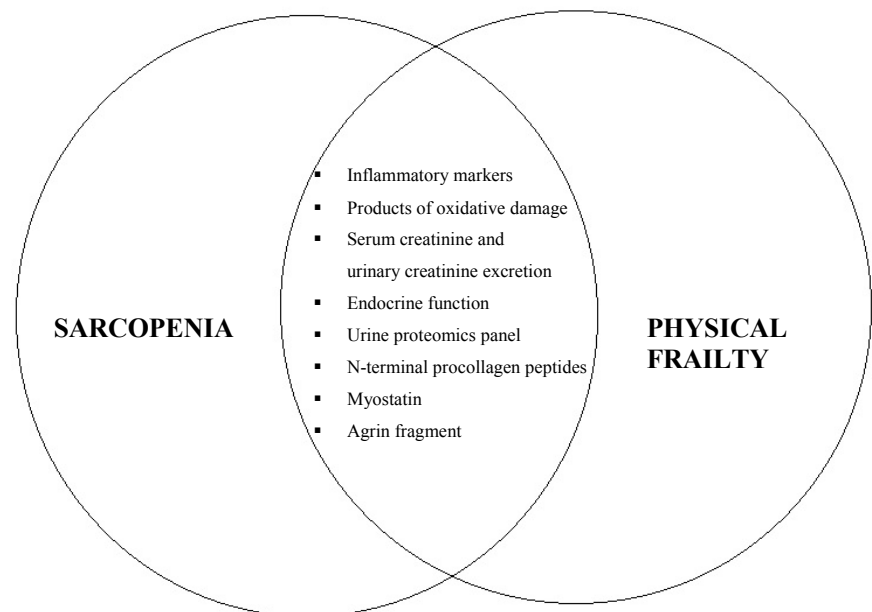 ▪ Inflammatory markers
▪ Products of oxidative damage
▪ Serum creatinine and
urinary creatinine excretion
▪ Endocrine function
▪ Urine proteomics panel
▪ N-terminal procollagen peptides
▪ Myostatin
▪ Agrin fragment
SARCOPENIA
PHYSICAL
FRAILTY